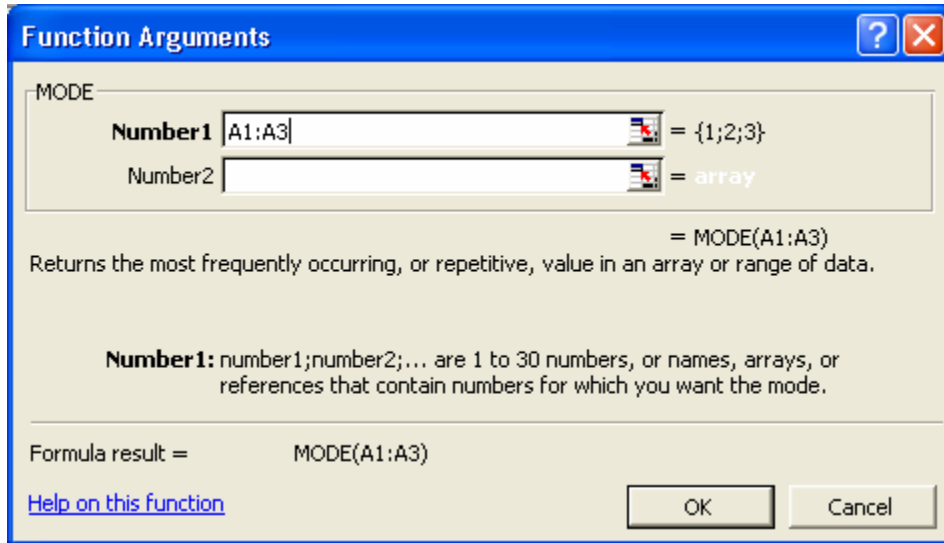 Function Arguments
MODE
Number1 A1:A3 = {1;2;3}
Number2 = array
= MODE(A1:A3)
Returns the most frequently occurring, or repetitive, value in an array or range of data.
Number1: number1;number2;... are 1 to 30 numbers, or names, arrays, or
references that contain numbers for which you want the mode.
Formula result = MODE(A1:A3)
Help on this function OK Cancel